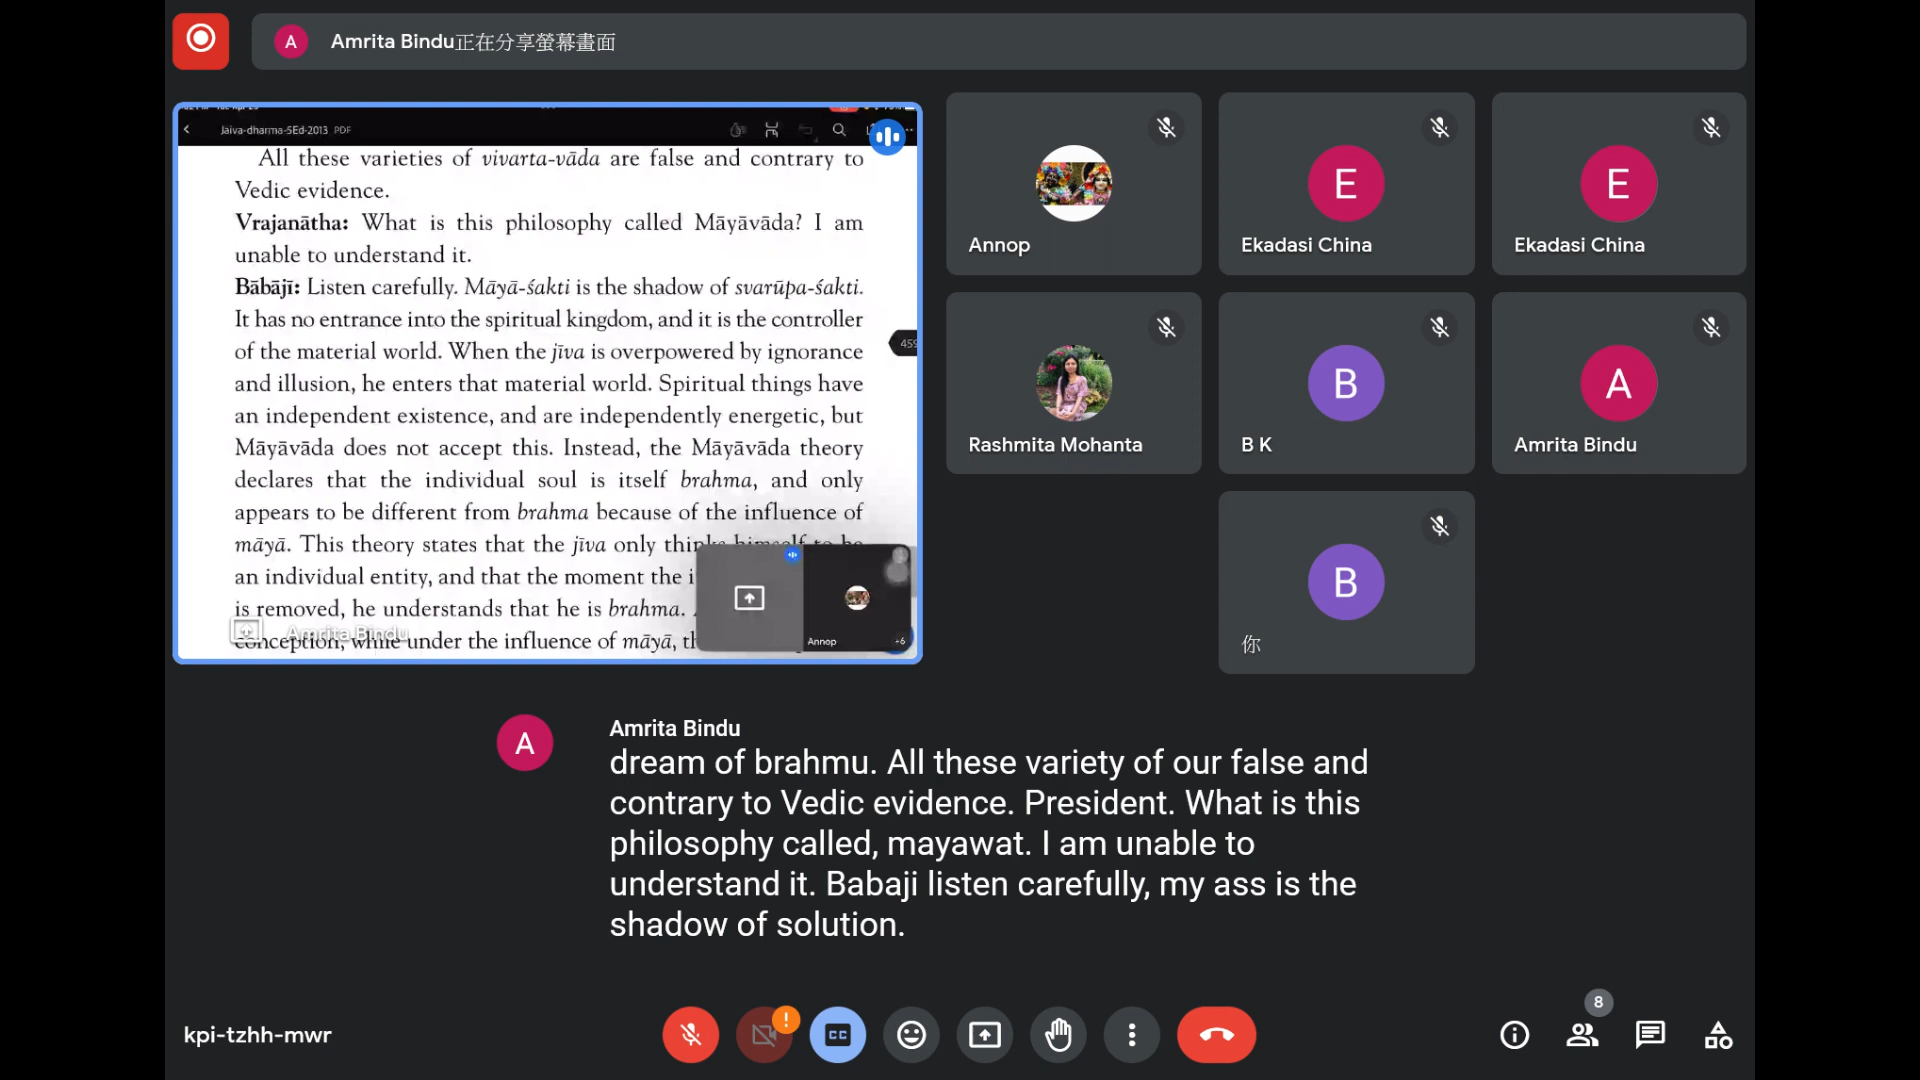 A Amrita Bindu正在分享螢幕畫面
Jaiva-dharma-5Ed-2013 PDF
All these varieties of vivarta-vāda are false and contrary to
Vedic evidence.
Vrajanātha: What is this philosophy called Māyāvāda? I am
unable to understand it.
Bābājī: Listen carefully. Māyā-śakti is the shadow of svarūpa-śakti.
It has no entrance into the spiritual kingdom, and it is the controller
of the material world. When the jīva is overpowered by ignorance
and illusion, he enters that material world. Spiritual things have
an independent existence, and are independently energetic, but
Māyāvāda does not accept this. Instead, the Māyāvāda theory
declares that the individual soul is itself brahma, and only
appears to be different from brahma because of the influence of
māyā. This theory states that the jīva only thinks himself to be
an individual entity, and that the moment the
is removed, he understands that he is brahma.
conception, while under the influence of māyā,
459
Amrita Bindu
Annop
+6
Annop
E
Ekadasi China
E
Ekadasi China
Rashmita Mohanta
B
B K
A
Amrita Bindu
B
你
A
Amrita Bindu
dream of brahmu. All these variety of our false and
contrary to Vedic evidence. President. What is this
philosophy called, mayawat. I am unable to
understand it. Babaji listen carefully, my ass is the
shadow of solution.
kpi-tzhh-mwr
!
CC
8